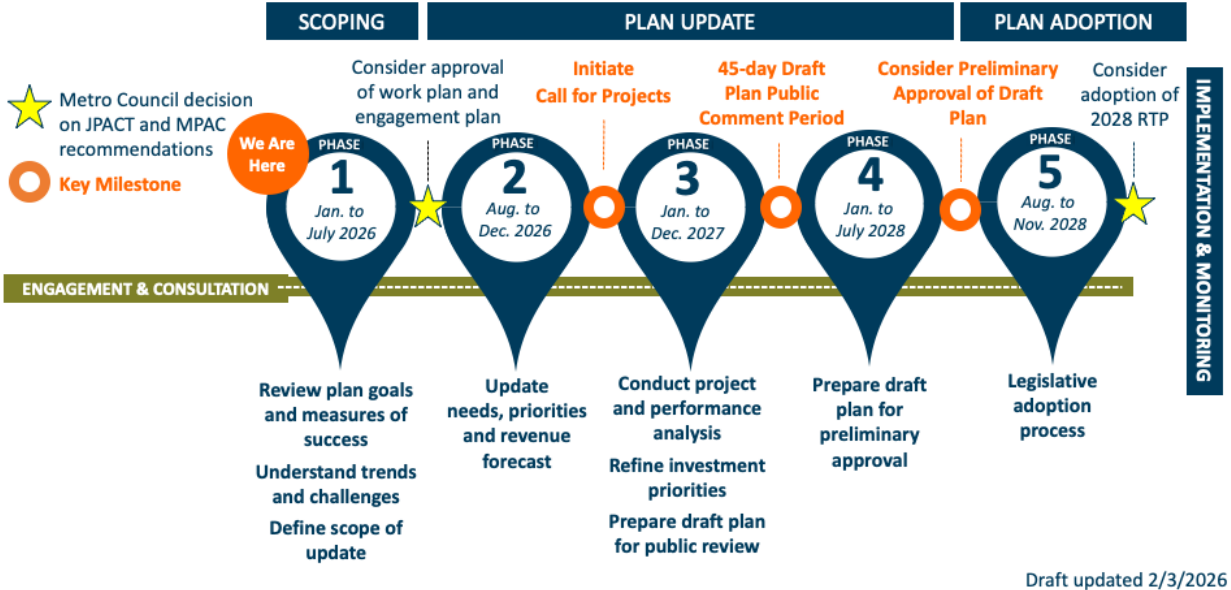 SCOPING
PLAN UPDATE
PLAN ADOPTION
Metro Council decision
on JPACT and MPAC
recommendations
Key Milestone
We Are
Here
Consider approval
of work plan and
engagement plan
Initiate
Call for Projects
45-day Draft
Plan Public
Comment Period
Consider Preliminary
Approval of Draft
Plan
Consider
adoption of
2028 RTP
PHASE
1
Jan. to
July 2026
PHASE
2
Aug. to
Dec. 2026
PHASE
3
Jan. to
Dec. 2027
PHASE
4
Jan. to
July 2028
PHASE
5
Aug. to
Nov. 2028
IMPLEMENTATION & MONITORING
ENGAGEMENT & CONSULTATION
Review plan goals
and measures of
success
Understand trends
and challenges
Define scope of
update
Update
needs, priorities
and revenue
forecast
Conduct project
and performance
analysis
Refine investment
priorities
Prepare draft plan
for public review
Prepare draft
plan for
preliminary
approval
Legislative
adoption
process
Draft updated 2/3/2026